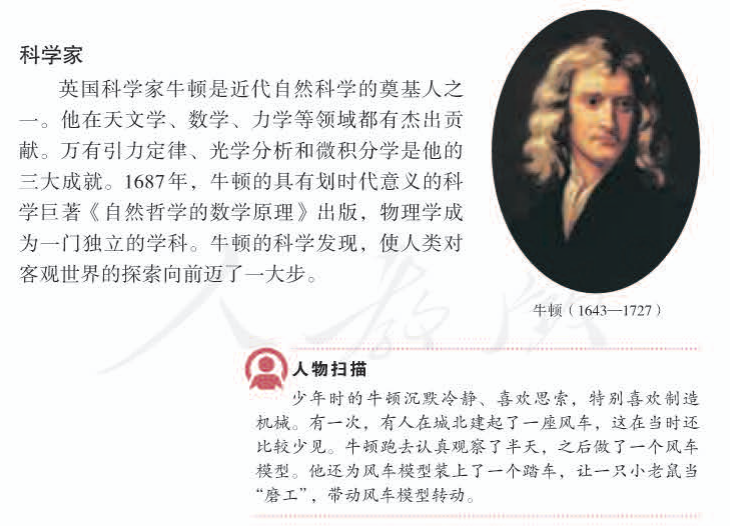 科学家
英国科学家牛顿是近代自然科学的奠基人之
一。他在天文学、数学、力学等领域都有杰出贡
献。万有引力定律、光学分析和微积分学是他的
三大成就。1687年，牛顿的具有划时代意义的科
学巨著《自然哲学的数学原理》出版，物理学成
为一门独立的学科。牛顿的科学发现，使人类对
客观世界的探索向前迈了一大步。
牛顿（1643—1727）
人教版
人物扫描
少年时的牛顿沉默冷静、喜欢思索，特别喜欢制造
机械。有一次，有人在城北建起了一座风车，这在当时还
比较少见。牛顿跑去认真观察了半天，之后做了一个风车
模型。他还为风车模型装上了一个踏车，让一只小老鼠当
“磨工”，带动风车模型转动。